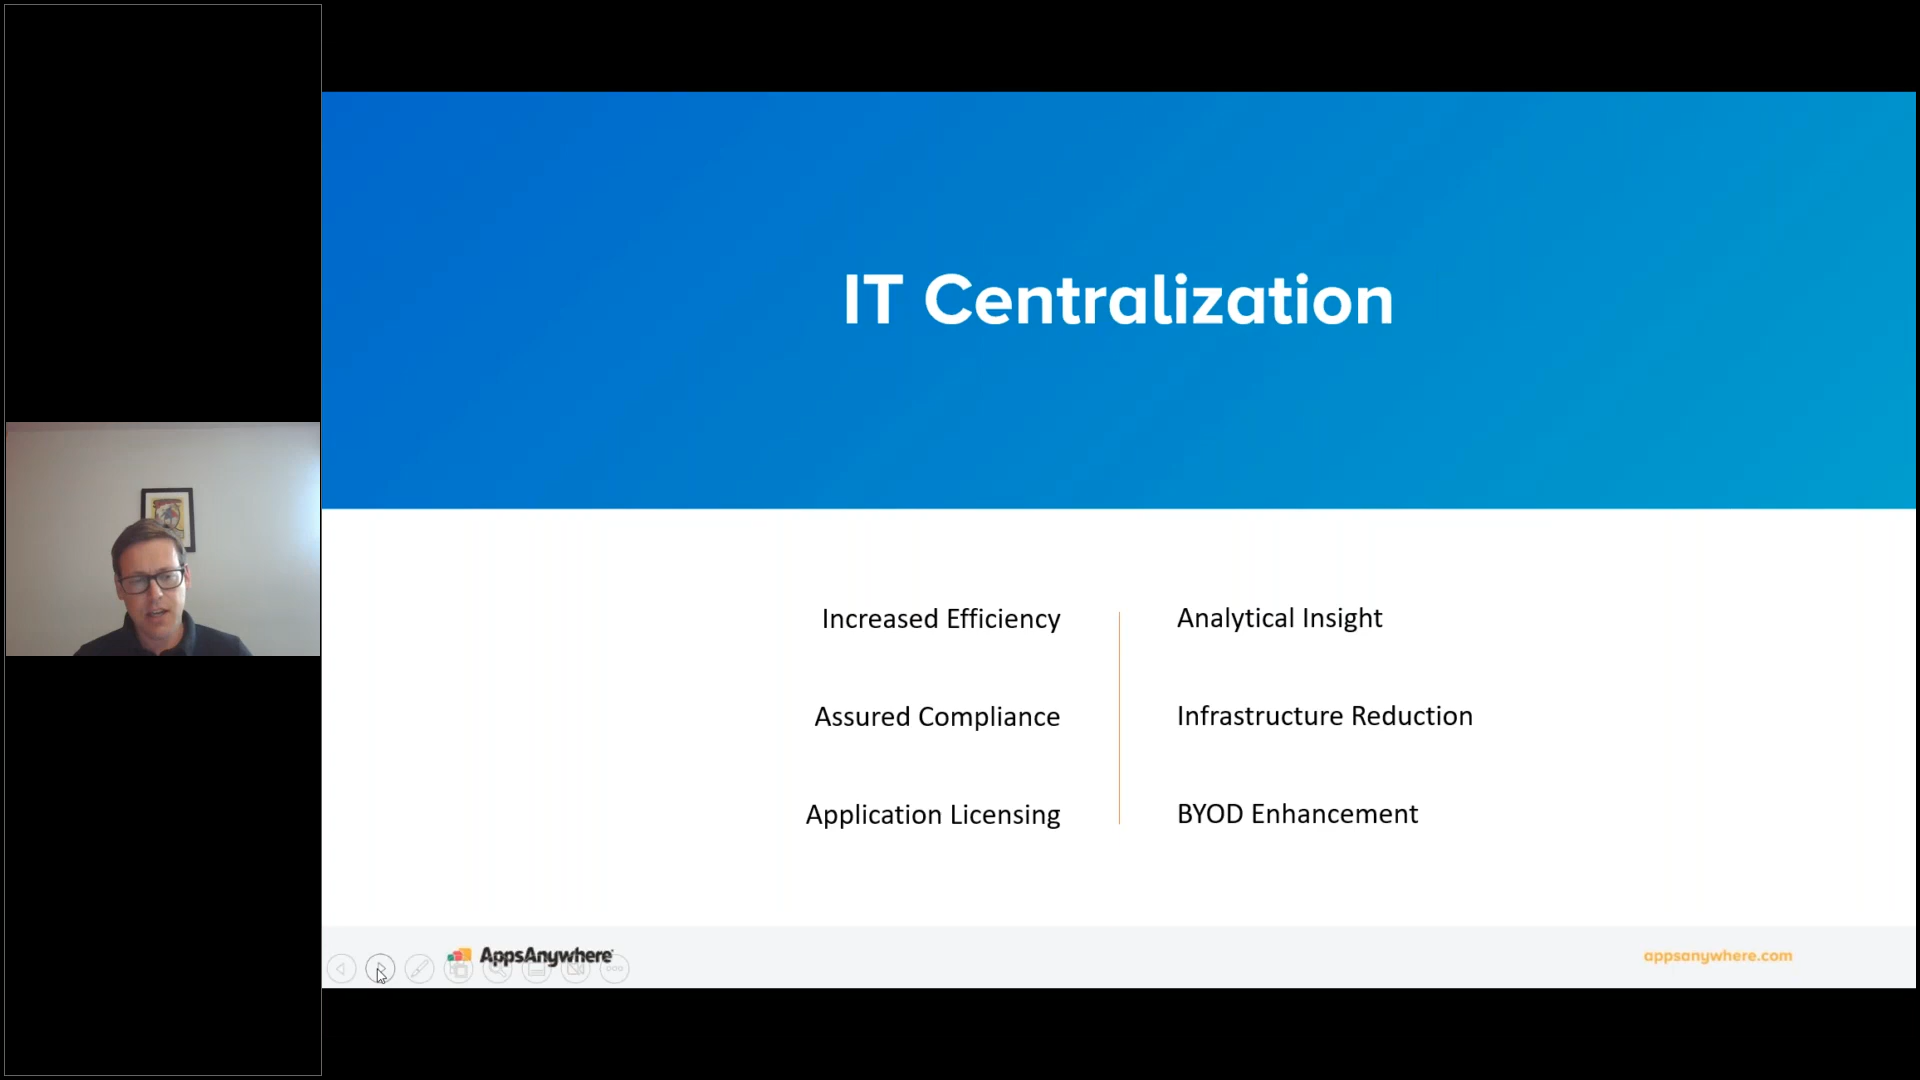 IT Centralization
Increased Efficiency
Assured Compliance
Application Licensing
Analytical Insight
Infrastructure Reduction
BYOD Enhancement
AppsAnywhere
appsanywhere.com